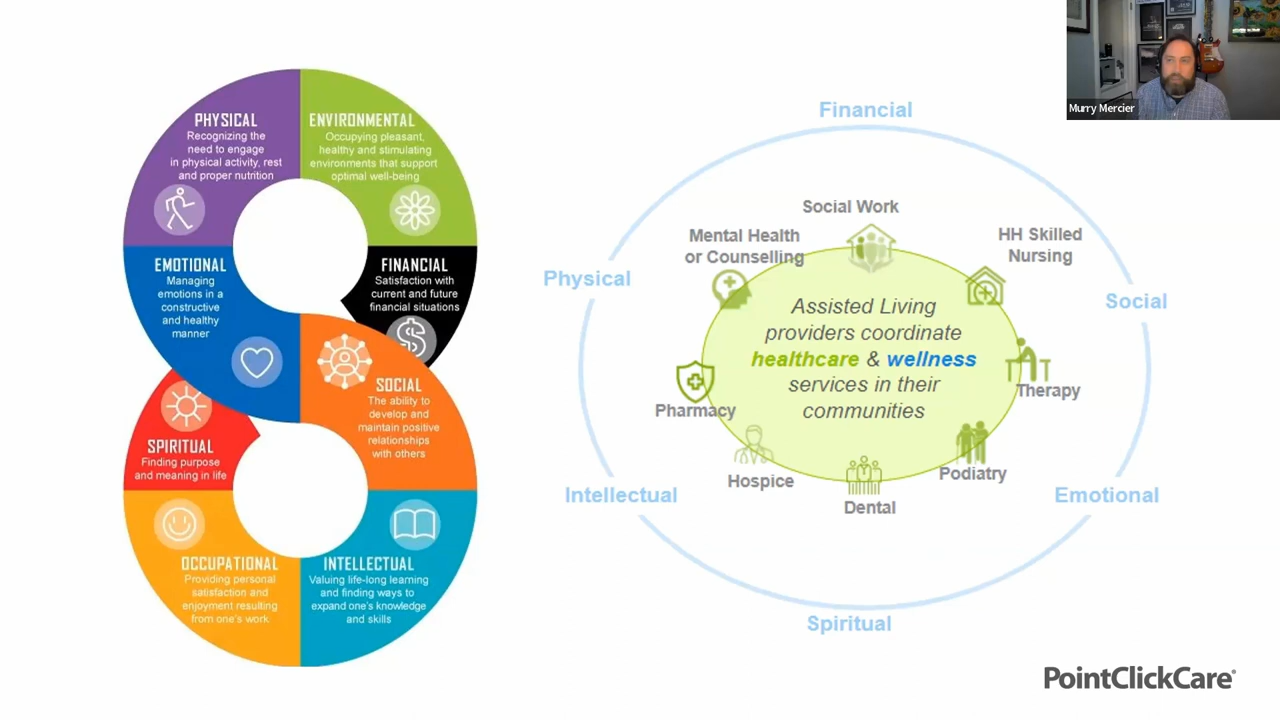 Murry Mercier
PHYSICAL
Recognizing the
need to engage
in physical activity, rest
and proper nutrition
ENVIRONMENTAL
Occupying pleasant,
healthy and stimulating
environments that support
optimal well-being
EMOTIONAL
Managing
emotions in a
constructive
and healthy
manner
FINANCIAL
Satisfaction with
current and future
financial situations
SOCIAL
The ability to
develop and
maintain positive
relationships
with others
SPIRITUAL
Finding purpose
and meaning in life
OCCUPATIONAL
Providing personal
satisfaction and
enjoyment resulting
from one's work
INTELLECTUAL
Valuing life-long learning
and finding ways to
expand one's knowledge
and skills
Financial
Social Work
Mental Health
or Counselling
HH Skilled
Nursing
Physical
Social
Assisted Living
providers coordinate
healthcare & wellness
services in their
communities
Therapy
Pharmacy
Hospice
Podiatry
Dental
Intellectual
Emotional
Spiritual
PointClickCare®